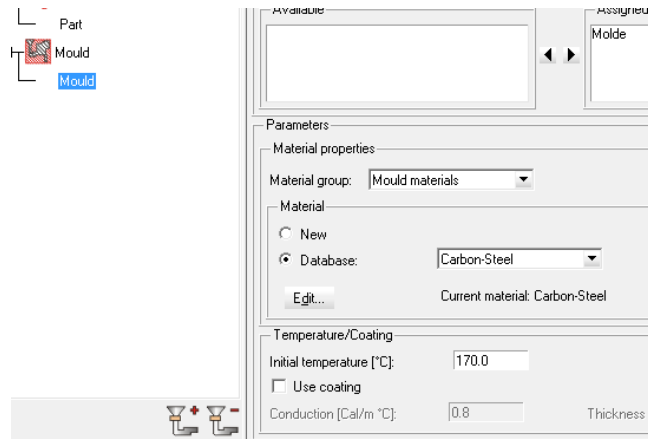 Part
Mould
Mould
Available
Assigned
Molde
Parameters
Material properties
Material group: Mould materials
Material
New
Database: Carbon-Steel
Edit... Current material: Carbon-Steel
Temperature/Coating
Initial temperature [°C]: 170.0
Use coating
Conduction [Cal/m °C]: 0.8 Thickness